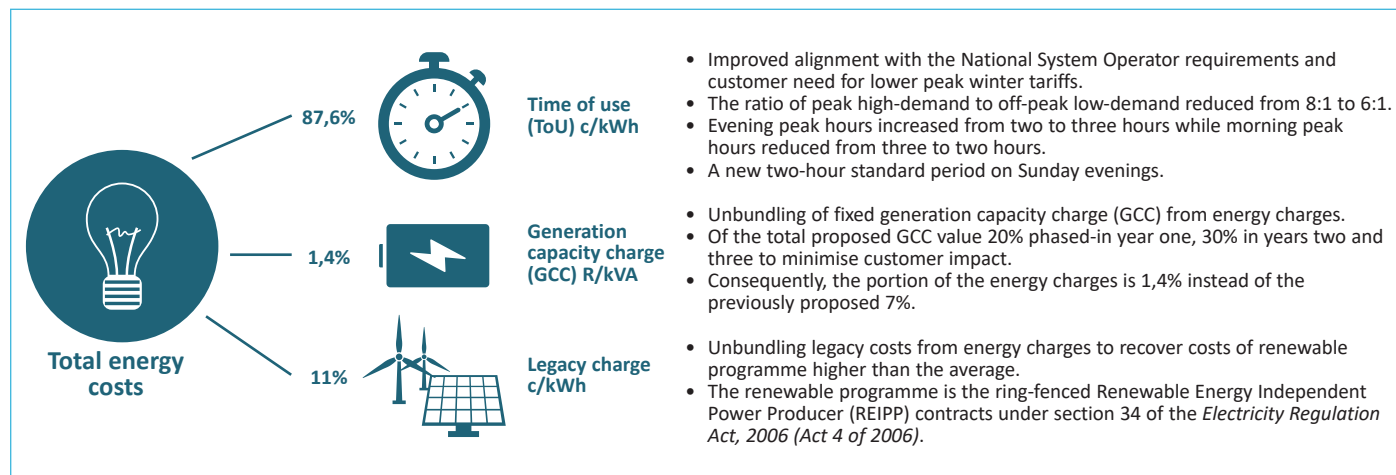 87,6%
Time of use
(ToU) c/kWh
• Improved alignment with the National System Operator requirements and
customer need for lower peak winter tariffs.
• The ratio of peak high-demand to off-peak low-demand reduced from 8:1 to 6:1.
• Evening peak hours increased from two to three hours while morning peak
hours reduced from three to two hours.
• A new two-hour standard period on Sunday evenings.
1,4%
Generation
capacity charge
(GCC) R/kVA
• Unbundling of fixed generation capacity charge (GCC) from energy charges.
• Of the total proposed GCC value 20% phased-in year one, 30% in years two and
three to minimise customer impact.
• Consequently, the portion of the energy charges is 1,4% instead of the
previously proposed 7%.
Total energy
costs
11%
Legacy charge
c/kWh
• Unbundling legacy costs from energy charges to recover costs of renewable
programme higher than the average.
• The renewable programme is the ring-fenced Renewable Energy Independent
Power Producer (REIPP) contracts under section 34 of the Electricity Regulation
Act, 2006 (Act 4 of 2006).